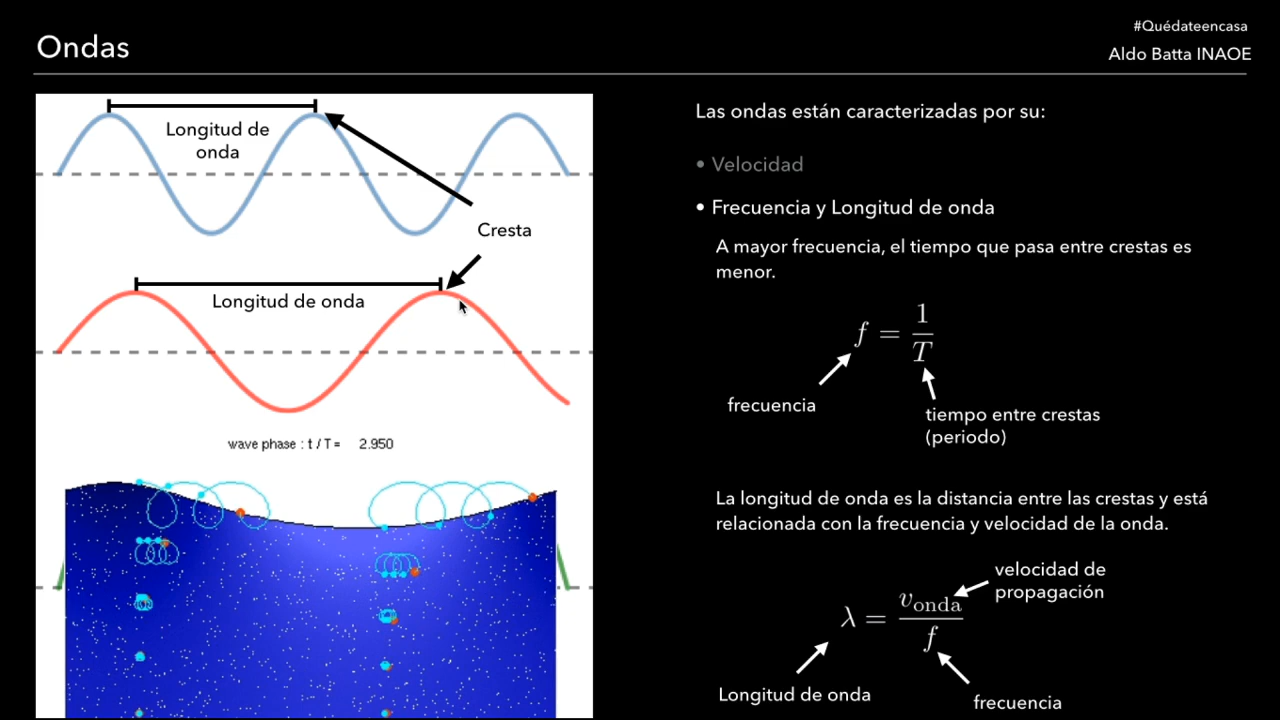 Ondas
#Quédateencasa
Aldo Batta INAOE
Longitud de
onda
Cresta
Longitud de onda
wave phase : t / T = 2.950
Las ondas están caracterizadas por su:
• Velocidad
• Frecuencia y Longitud de onda
A mayor frecuencia, el tiempo que pasa entre crestas es
menor.
f = 1/T
frecuencia
tiempo entre crestas
(periodo)
La longitud de onda es la distancia entre las crestas y está
relacionada con la frecuencia y velocidad de la onda.
velocidad de
propagación
λ = v_onda/f
Longitud de onda
frecuencia